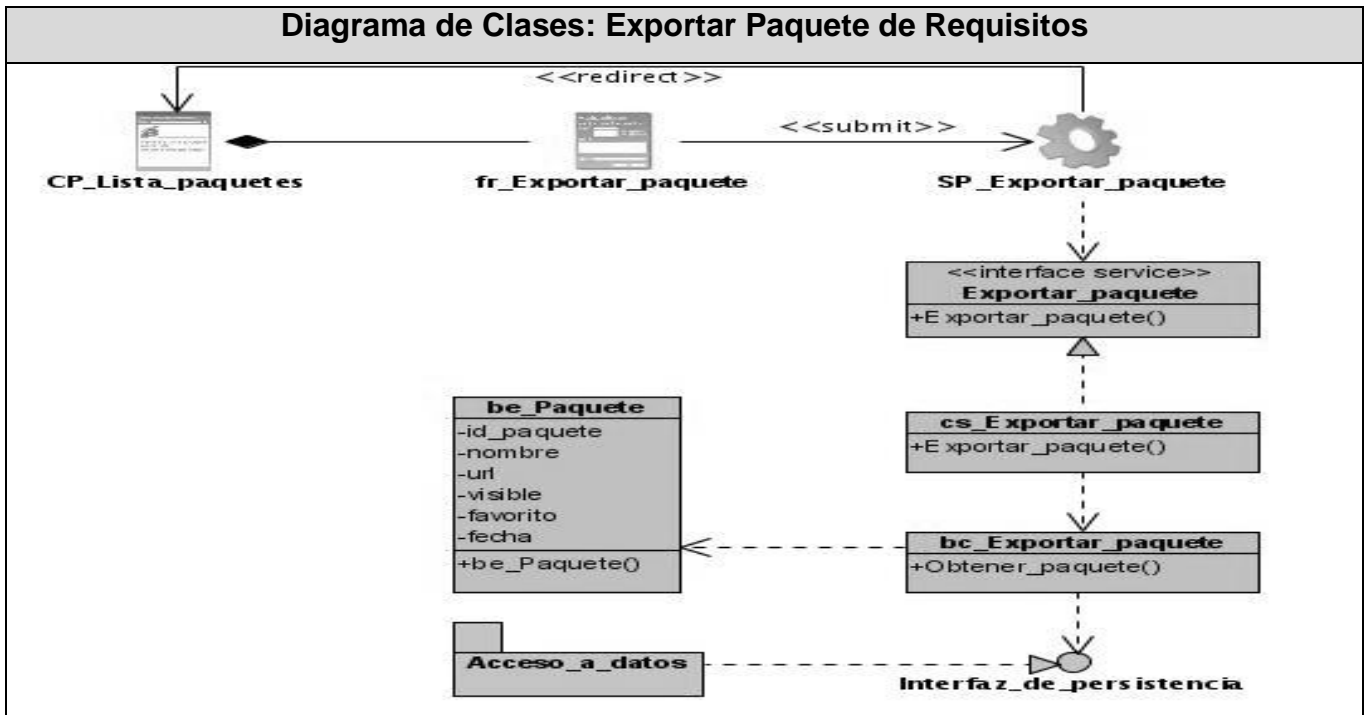 Diagrama de Clases: Exportar Paquete de Requisitos
<<redirect>>
<<submit>>
CP_Lista_paquetes
fr_Exportar_paquete
SP_Exportar_paquete
<<interface service>>
Exportar_paquete
+Exportar_paquete()
be_Paquete
-id_paquete
-nombre
-url
-visible
-favorito
-fecha
+be_Paquete()
cs_Exportar_paquete
+Exportar_paquete()
bc_Exportar_paquete
+Obtener_paquete()
Acceso_a_datos
Interfaz_de_persistencia